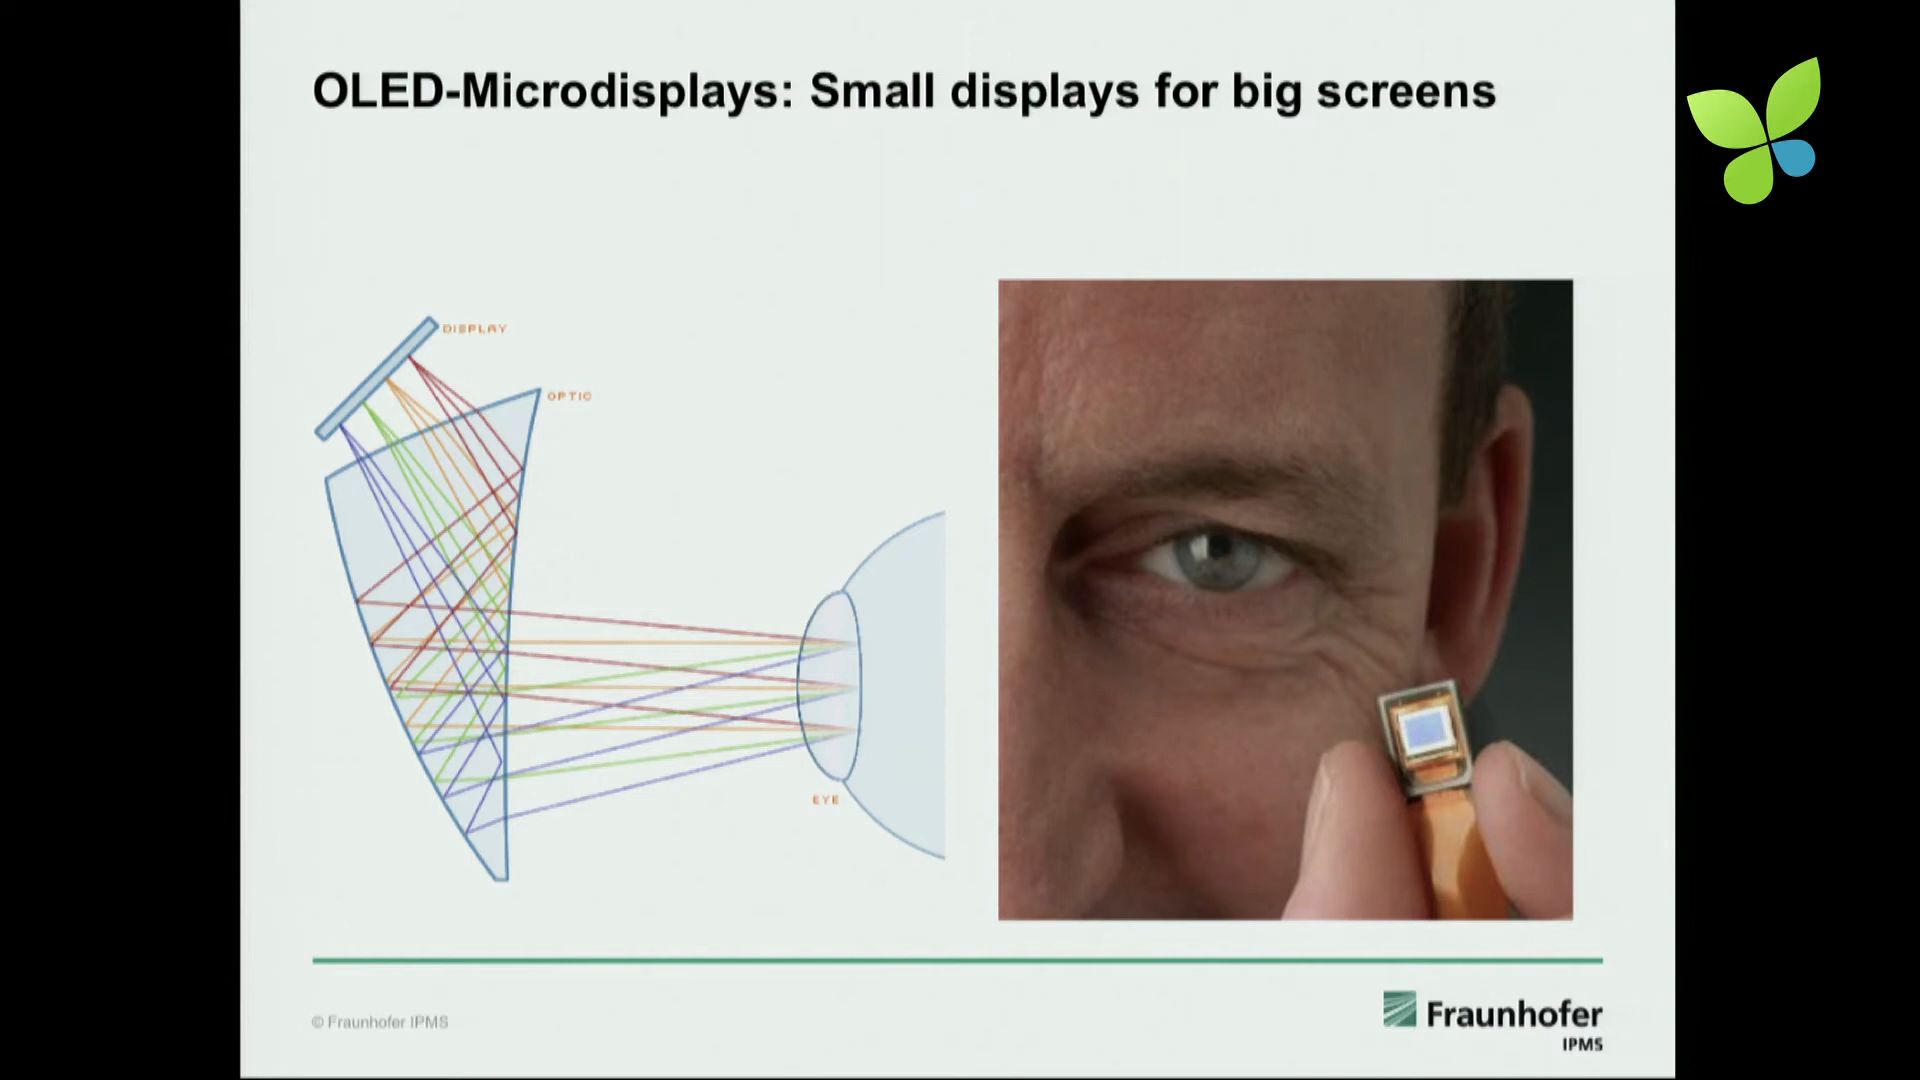 OLED-Microdisplays: Small displays for big screens
DISPLAY
OPTIC
EYE
© Fraunhofer IPMS
Fraunhofer
IPMS